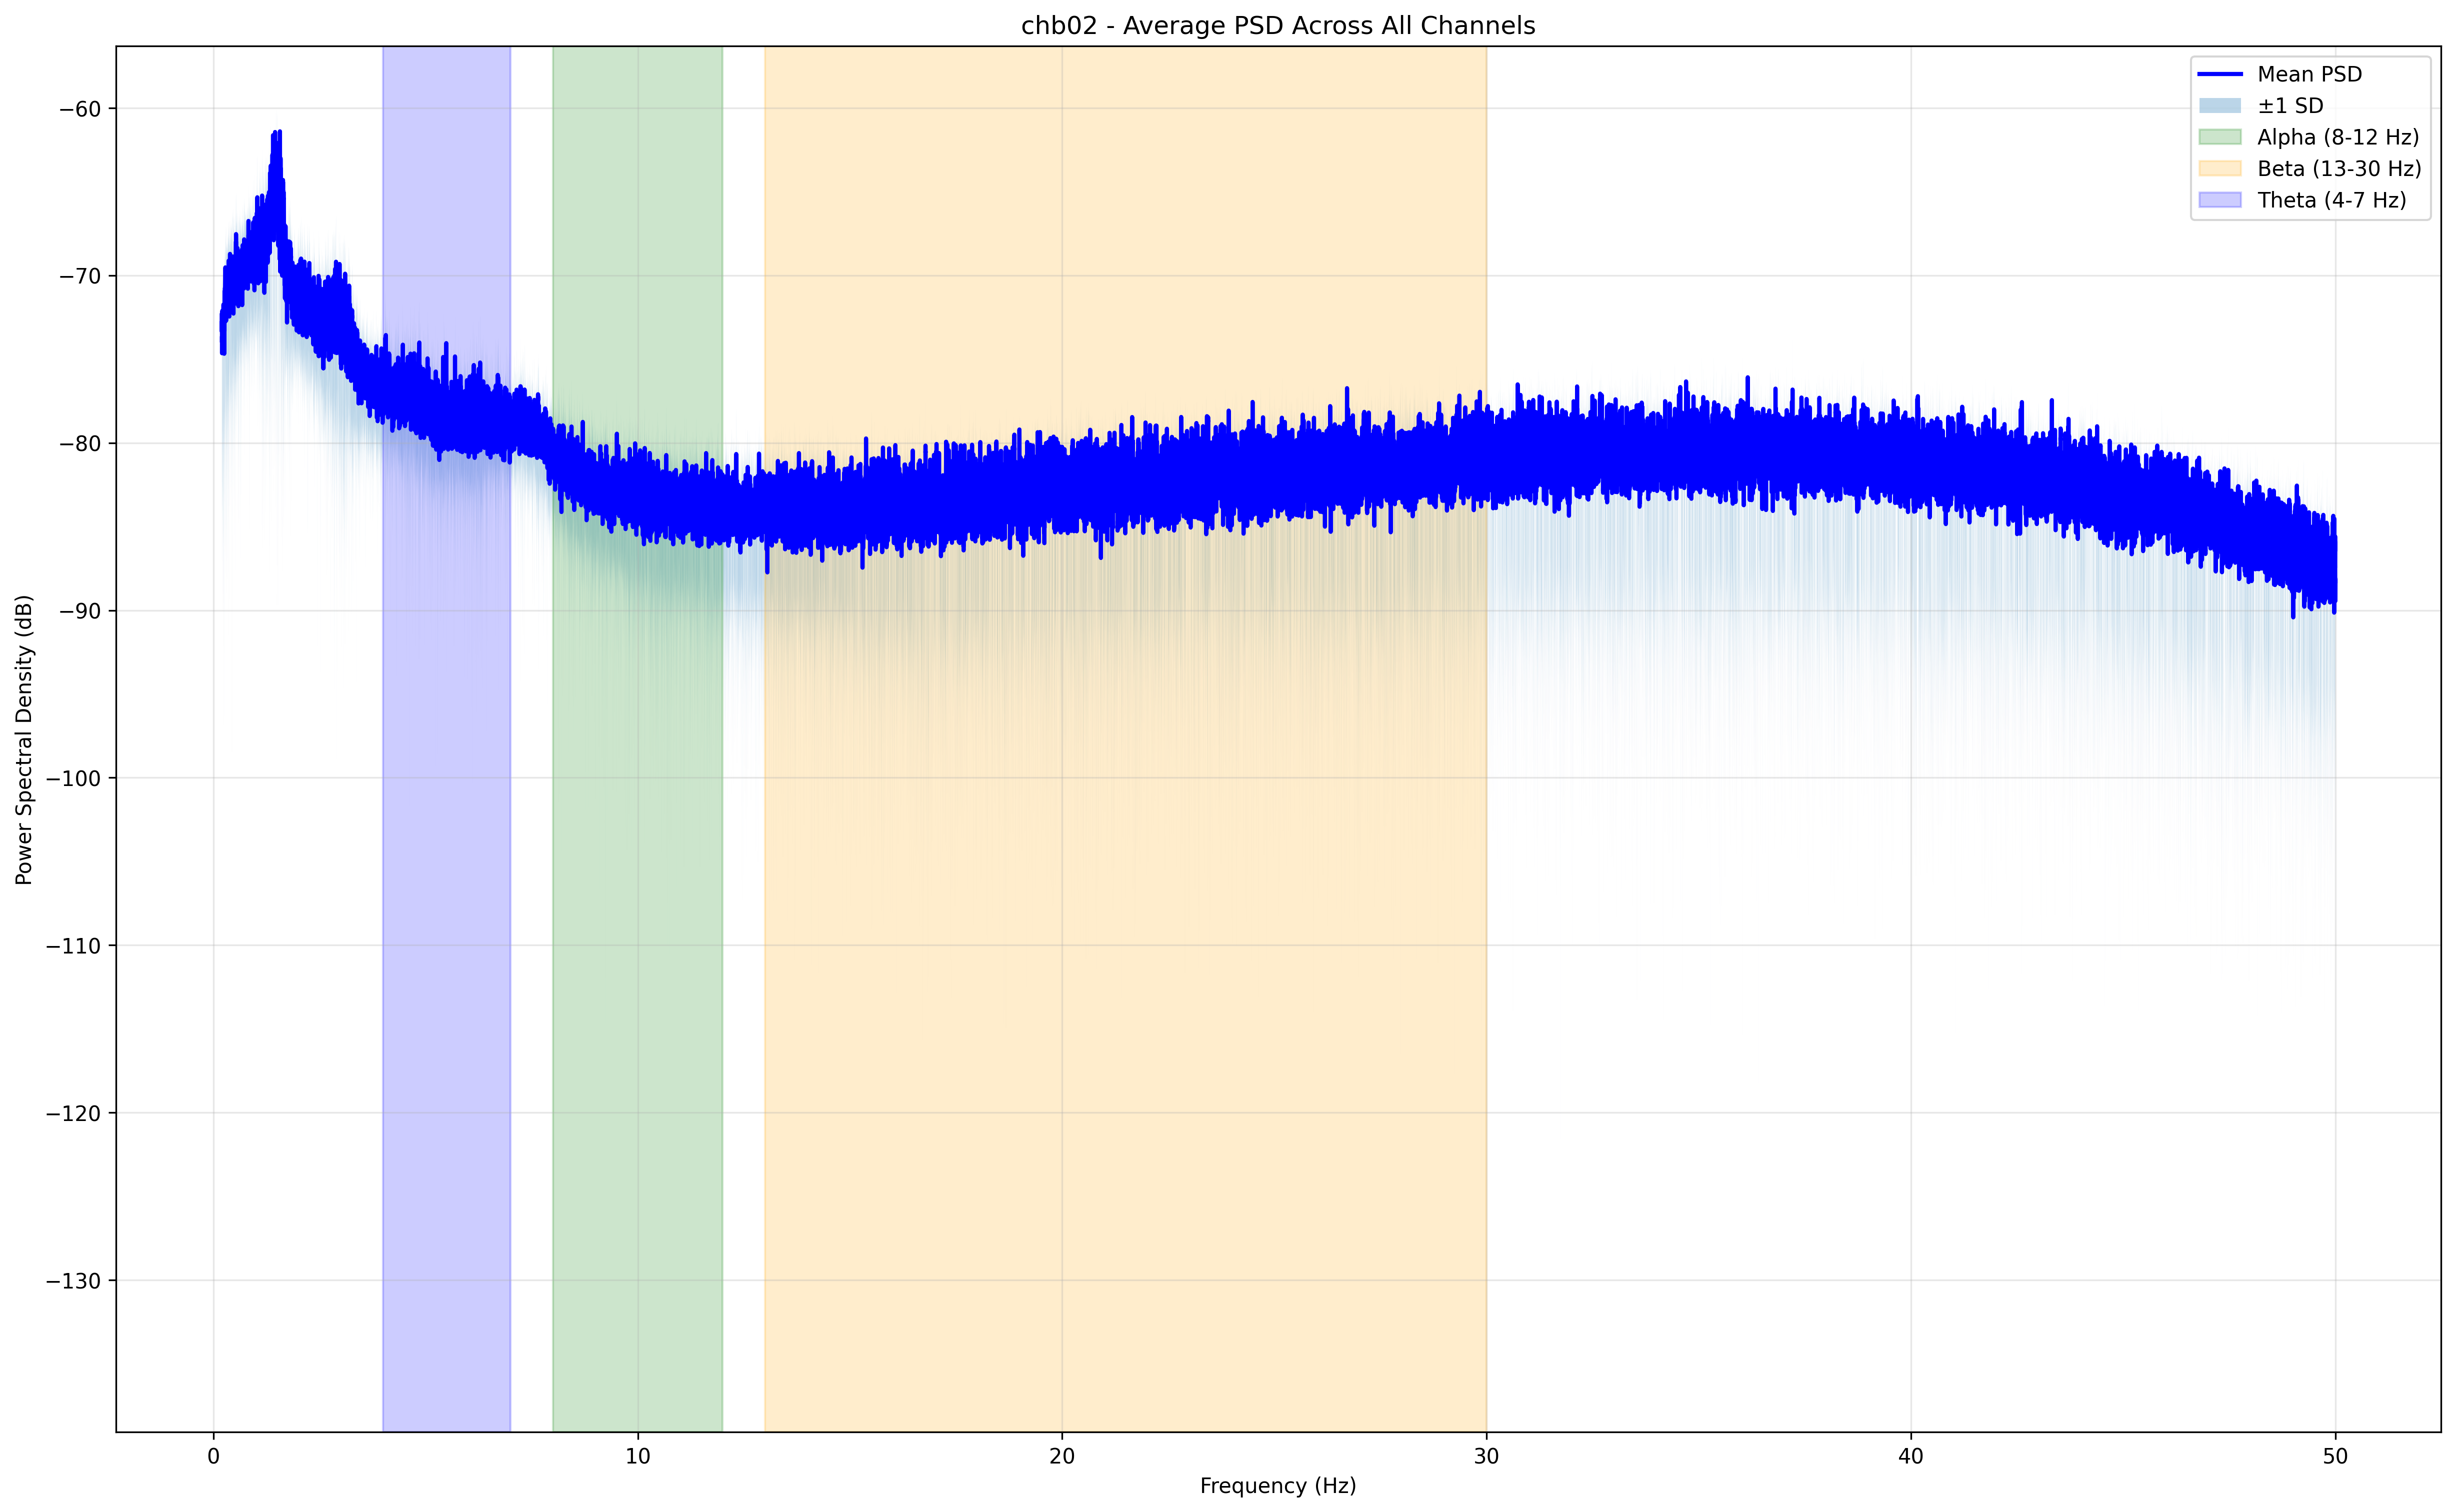 chb02 - Average PSD Across All Channels
Mean PSD
±1 SD
Alpha (8-12 Hz)
Beta (13-30 Hz)
Theta (4-7 Hz)
Power Spectral Density (dB)
−60
−70
−80
−90
−100
−110
−120
−130
0
10
20
30
40
50
Frequency (Hz)